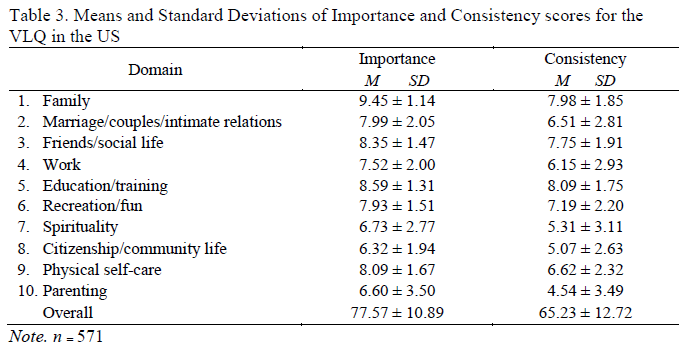 Table 3. Means and Standard Deviations of Importance and Consistency scores for the
VLQ in the US
Domain Importance Consistency
M SD M SD
1. Family 9.45 ± 1.14 7.98 ± 1.85
2. Marriage/couples/intimate relations 7.99 ± 2.05 6.51 ± 2.81
3. Friends/social life 8.35 ± 1.47 7.75 ± 1.91
4. Work 7.52 ± 2.00 6.15 ± 2.93
5. Education/training 8.59 ± 1.31 8.09 ± 1.75
6. Recreation/fun 7.93 ± 1.51 7.19 ± 2.20
7. Spirituality 6.73 ± 2.77 5.31 ± 3.11
8. Citizenship/community life 6.32 ± 1.94 5.07 ± 2.63
9. Physical self-care 8.09 ± 1.67 6.62 ± 2.32
10. Parenting 6.60 ± 3.50 4.54 ± 3.49
Overall 77.57 ± 10.89 65.23 ± 12.72
Note. n = 571